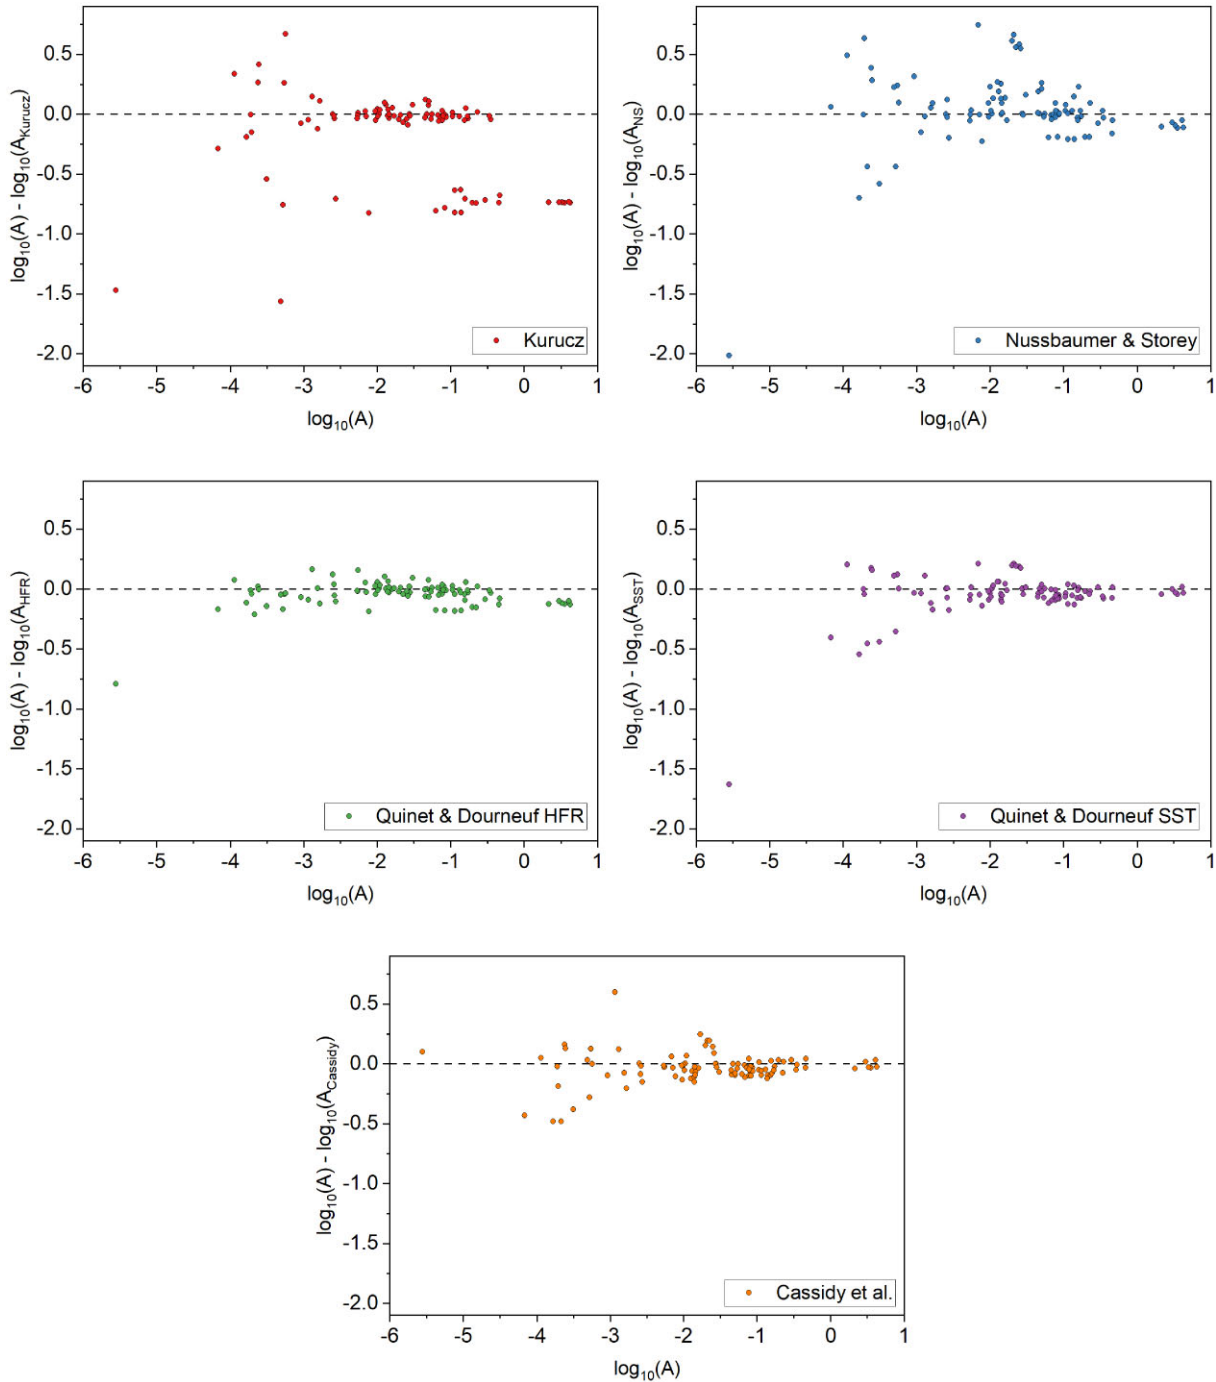 log₁₀(A) - log₁₀(A_Kurucz)
0.5
0.0
-0.5
-1.0
-1.5
-2.0
-6 -5 -4 -3 -2 -1 0 1
log₁₀(A)
Kurucz
log₁₀(A) - log₁₀(A_NS)
0.5
0.0
-0.5
-1.0
-1.5
-2.0
-6 -5 -4 -3 -2 -1 0 1
log₁₀(A)
Nussbaumer & Storey
log₁₀(A) - log₁₀(A_HFR)
0.5
0.0
-0.5
-1.0
-1.5
-2.0
-6 -5 -4 -3 -2 -1 0 1
log₁₀(A)
Quinet & Dourneuf HFR
log₁₀(A) - log₁₀(A_SST)
0.5
0.0
-0.5
-1.0
-1.5
-2.0
-6 -5 -4 -3 -2 -1 0 1
log₁₀(A)
Quinet & Dourneuf SST
log₁₀(A) - log₁₀(A_Cassidy)
0.5
0.0
-0.5
-1.0
-1.5
-2.0
-6 -5 -4 -3 -2 -1 0 1
log₁₀(A)
Cassidy et al.